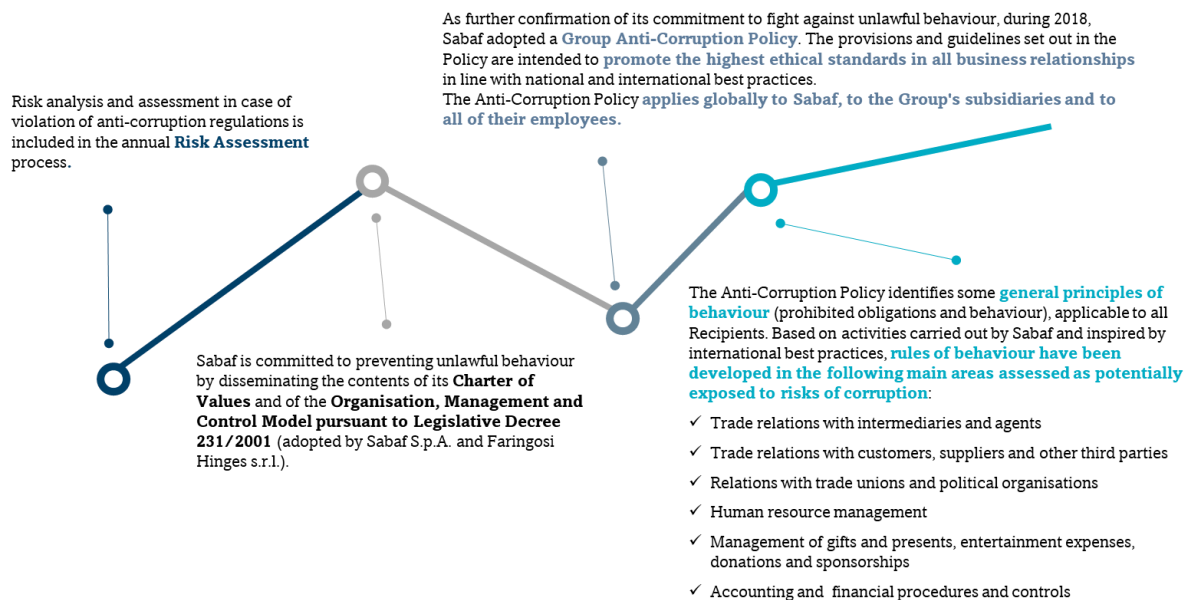 As further confirmation of its commitment to fight against unlawful behaviour, during 2018,
Sabaf adopted a Group Anti-Corruption Policy. The provisions and guidelines set out in the
Policy are intended to promote the highest ethical standards in all business relationships
in line with national and international best practices.
The Anti-Corruption Policy applies globally to Sabaf, to the Group's subsidiaries and to
all of their employees.
Risk analysis and assessment in case of
violation of anti-corruption regulations is
included in the annual Risk Assessment
process.
Sabaf is committed to preventing unlawful behaviour
by disseminating the contents of its Charter of
Values and of the Organisation, Management and
Control Model pursuant to Legislative Decree
231/2001 (adopted by Sabaf S.p.A. and Faringosi
Hinges s.r.l.).
The Anti-Corruption Policy identifies some general principles of
behaviour (prohibited obligations and behaviour), applicable to all
Recipients. Based on activities carried out by Sabaf and inspired by
international best practices, rules of behaviour have been
developed in the following main areas assessed as potentially
exposed to risks of corruption:
✓ Trade relations with intermediaries and agents
✓ Trade relations with customers, suppliers and other third parties
✓ Relations with trade unions and political organisations
✓ Human resource management
✓ Management of gifts and presents, entertainment expenses,
donations and sponsorships
✓ Accounting and financial procedures and controls